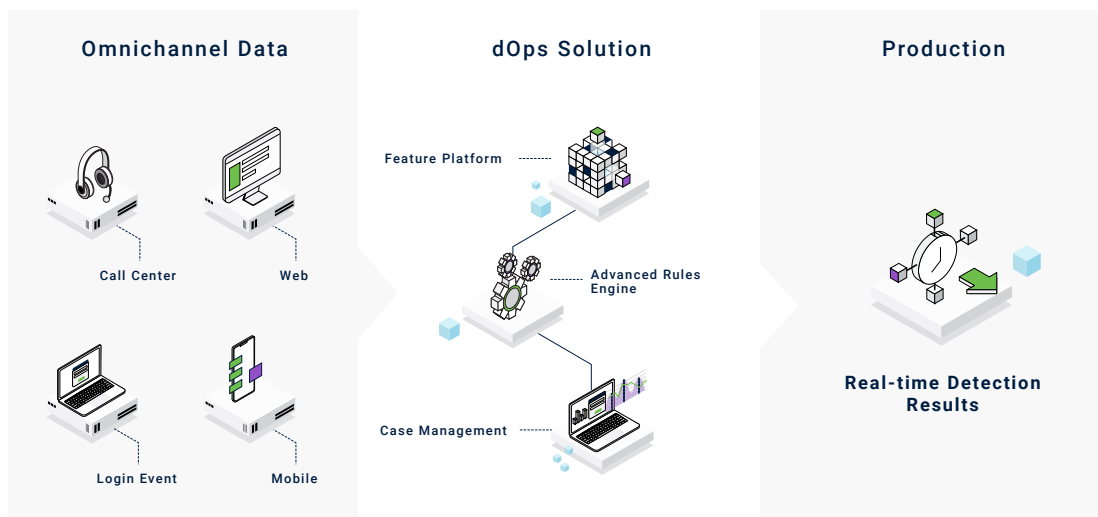 Omnichannel Data
Call Center
Web
Login Event
Mobile
dOps Solution
Feature Platform
Advanced Rules
Engine
Case Management
Production
Real-time Detection
Results